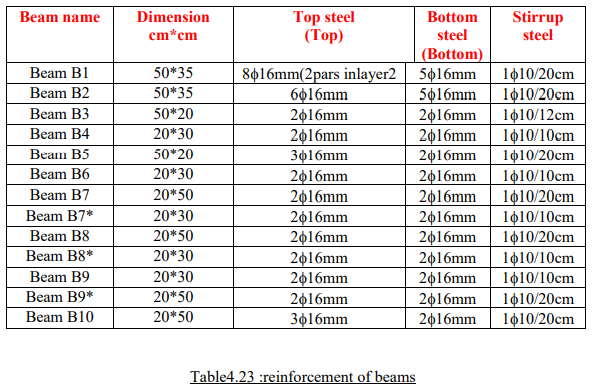 Beam name Dimension cm*cm Top steel (Top) Bottom steel (Bottom) Stirrup steel
Beam B1 50*35 8ϕ16mm(2pars inlayer2 5ϕ16mm 1ϕ10/20cm
Beam B2 50*35 6ϕ16mm 5ϕ16mm 1ϕ10/20cm
Beam B3 50*20 2ϕ16mm 2ϕ16mm 1ϕ10/12cm
Beam B4 20*30 2ϕ16mm 2ϕ16mm 1ϕ10/10cm
Beam B5 50*20 3ϕ16mm 2ϕ16mm 1ϕ10/20cm
Beam B6 20*30 2ϕ16mm 2ϕ16mm 1ϕ10/10cm
Beam B7 20*50 2ϕ16mm 2ϕ16mm 1ϕ10/20cm
Beam B7* 20*30 2ϕ16mm 2ϕ16mm 1ϕ10/10cm
Beam B8 20*50 2ϕ16mm 2ϕ16mm 1ϕ10/20cm
Beam B8* 20*30 2ϕ16mm 2ϕ16mm 1ϕ10/10cm
Beam B9 20*30 2ϕ16mm 2ϕ16mm 1ϕ10/10cm
Beam B9* 20*50 2ϕ16mm 2ϕ16mm 1ϕ10/20cm
Beam B10 20*50 3ϕ16mm 2ϕ16mm 1ϕ10/20cm
Table4.23 :reinforcement of beams